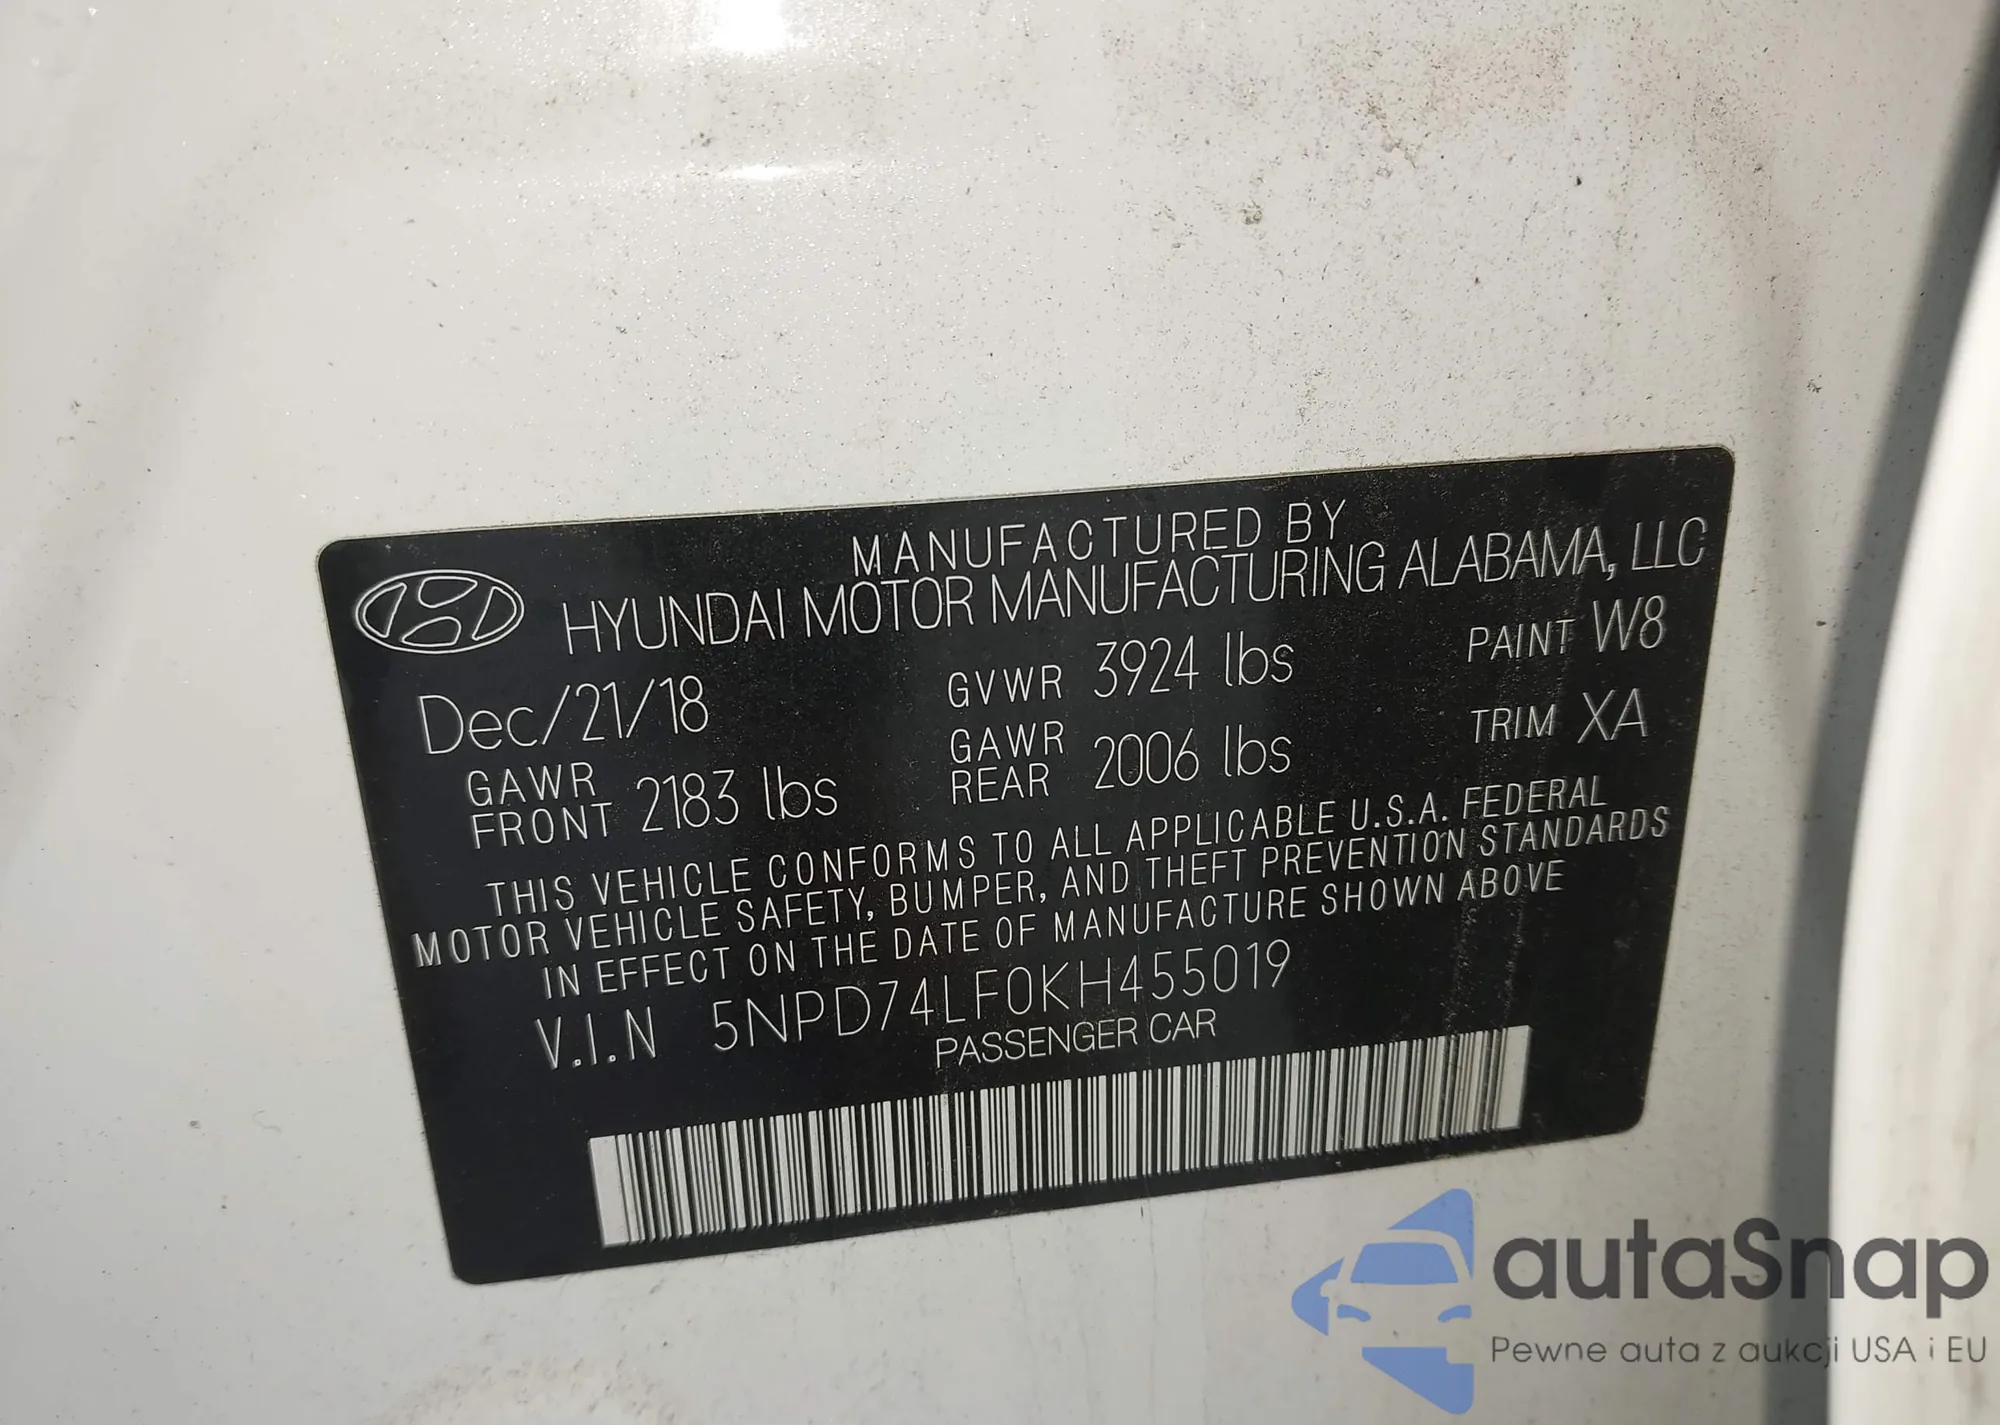 MANUFACTURED BY
HYUNDAI MOTOR MANUFACTURING ALABAMA, LLC
Dec/21/18 GVWR 3924 lbs PAINT W8
GAWR FRONT 2183 lbs GAWR REAR 2006 lbs TRIM XA
THIS VEHICLE CONFORMS TO ALL APPLICABLE U.S.A. FEDERAL
MOTOR VEHICLE SAFETY, BUMPER, AND THEFT PREVENTION STANDARDS
IN EFFECT ON THE DATE OF MANUFACTURE SHOWN ABOVE
V.I.N 5NPD74LF0KH455019
PASSENGER CAR
autaSnap
Pewne auta z aukcji USA i EU